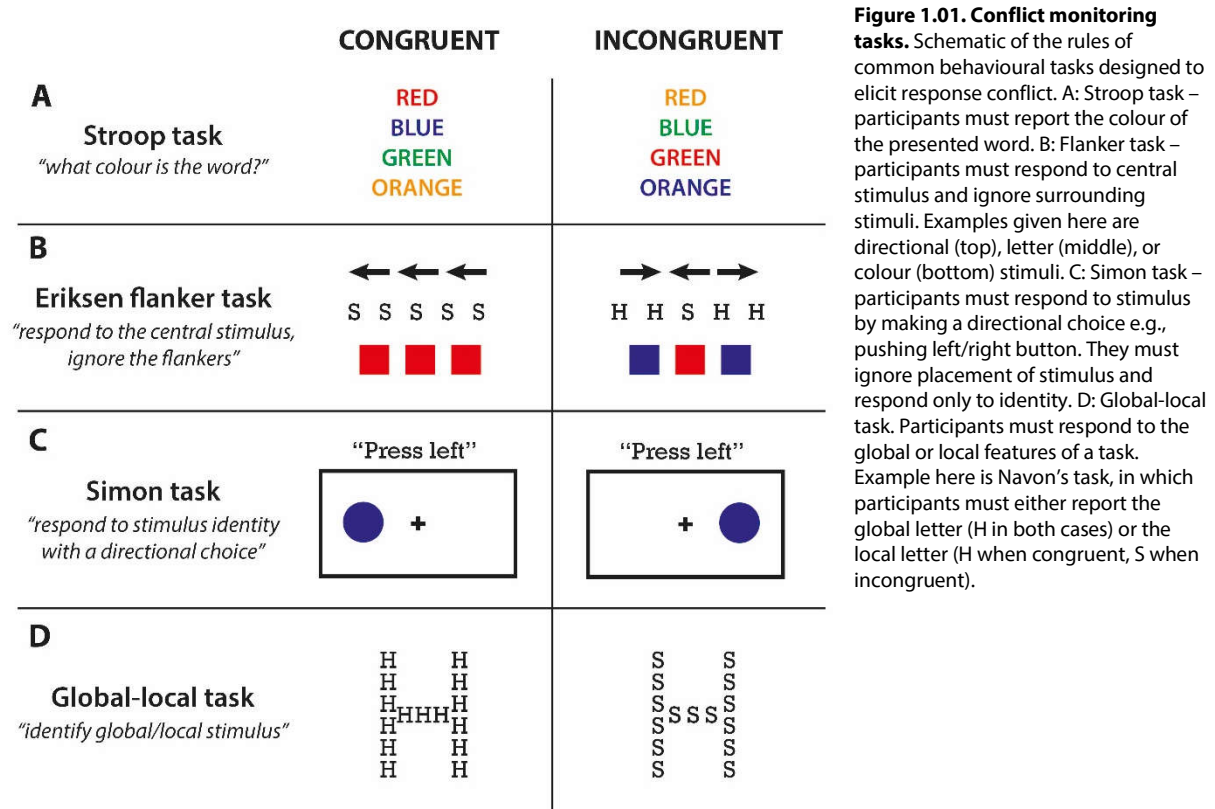 CONGRUENT
INCONGRUENT
A
Stroop task
"what colour is the word?"
RED
BLUE
GREEN
ORANGE
RED
BLUE
GREEN
ORANGE
B
Eriksen flanker task
"respond to the central stimulus,
ignore the flankers"
S S S S S
H H S H H
C
Simon task
"respond to stimulus identity
with a directional choice"
"Press left"
+
"Press left"
+
D
Global-local task
"identify global/local stimulus"
H H
H H
H H
HHHHH
H H
H H
S S
S S
S S
S S S S S
S S
S S
Figure 1.01. Conflict monitoring
tasks. Schematic of the rules of
common behavioural tasks designed to
elicit response conflict. A: Stroop task –
participants must report the colour of
the presented word. B: Flanker task –
participants must respond to central
stimulus and ignore surrounding
stimuli. Examples given here are
directional (top), letter (middle), or
colour (bottom) stimuli. C: Simon task –
participants must respond to stimulus
by making a directional choice e.g.,
pushing left/right button. They must
ignore placement of stimulus and
respond only to identity. D: Global-local
task. Participants must respond to the
global or local features of a task.
Example here is Navon's task, in which
participants must either report the
global letter (H in both cases) or the
local letter (H when congruent, S when
incongruent).